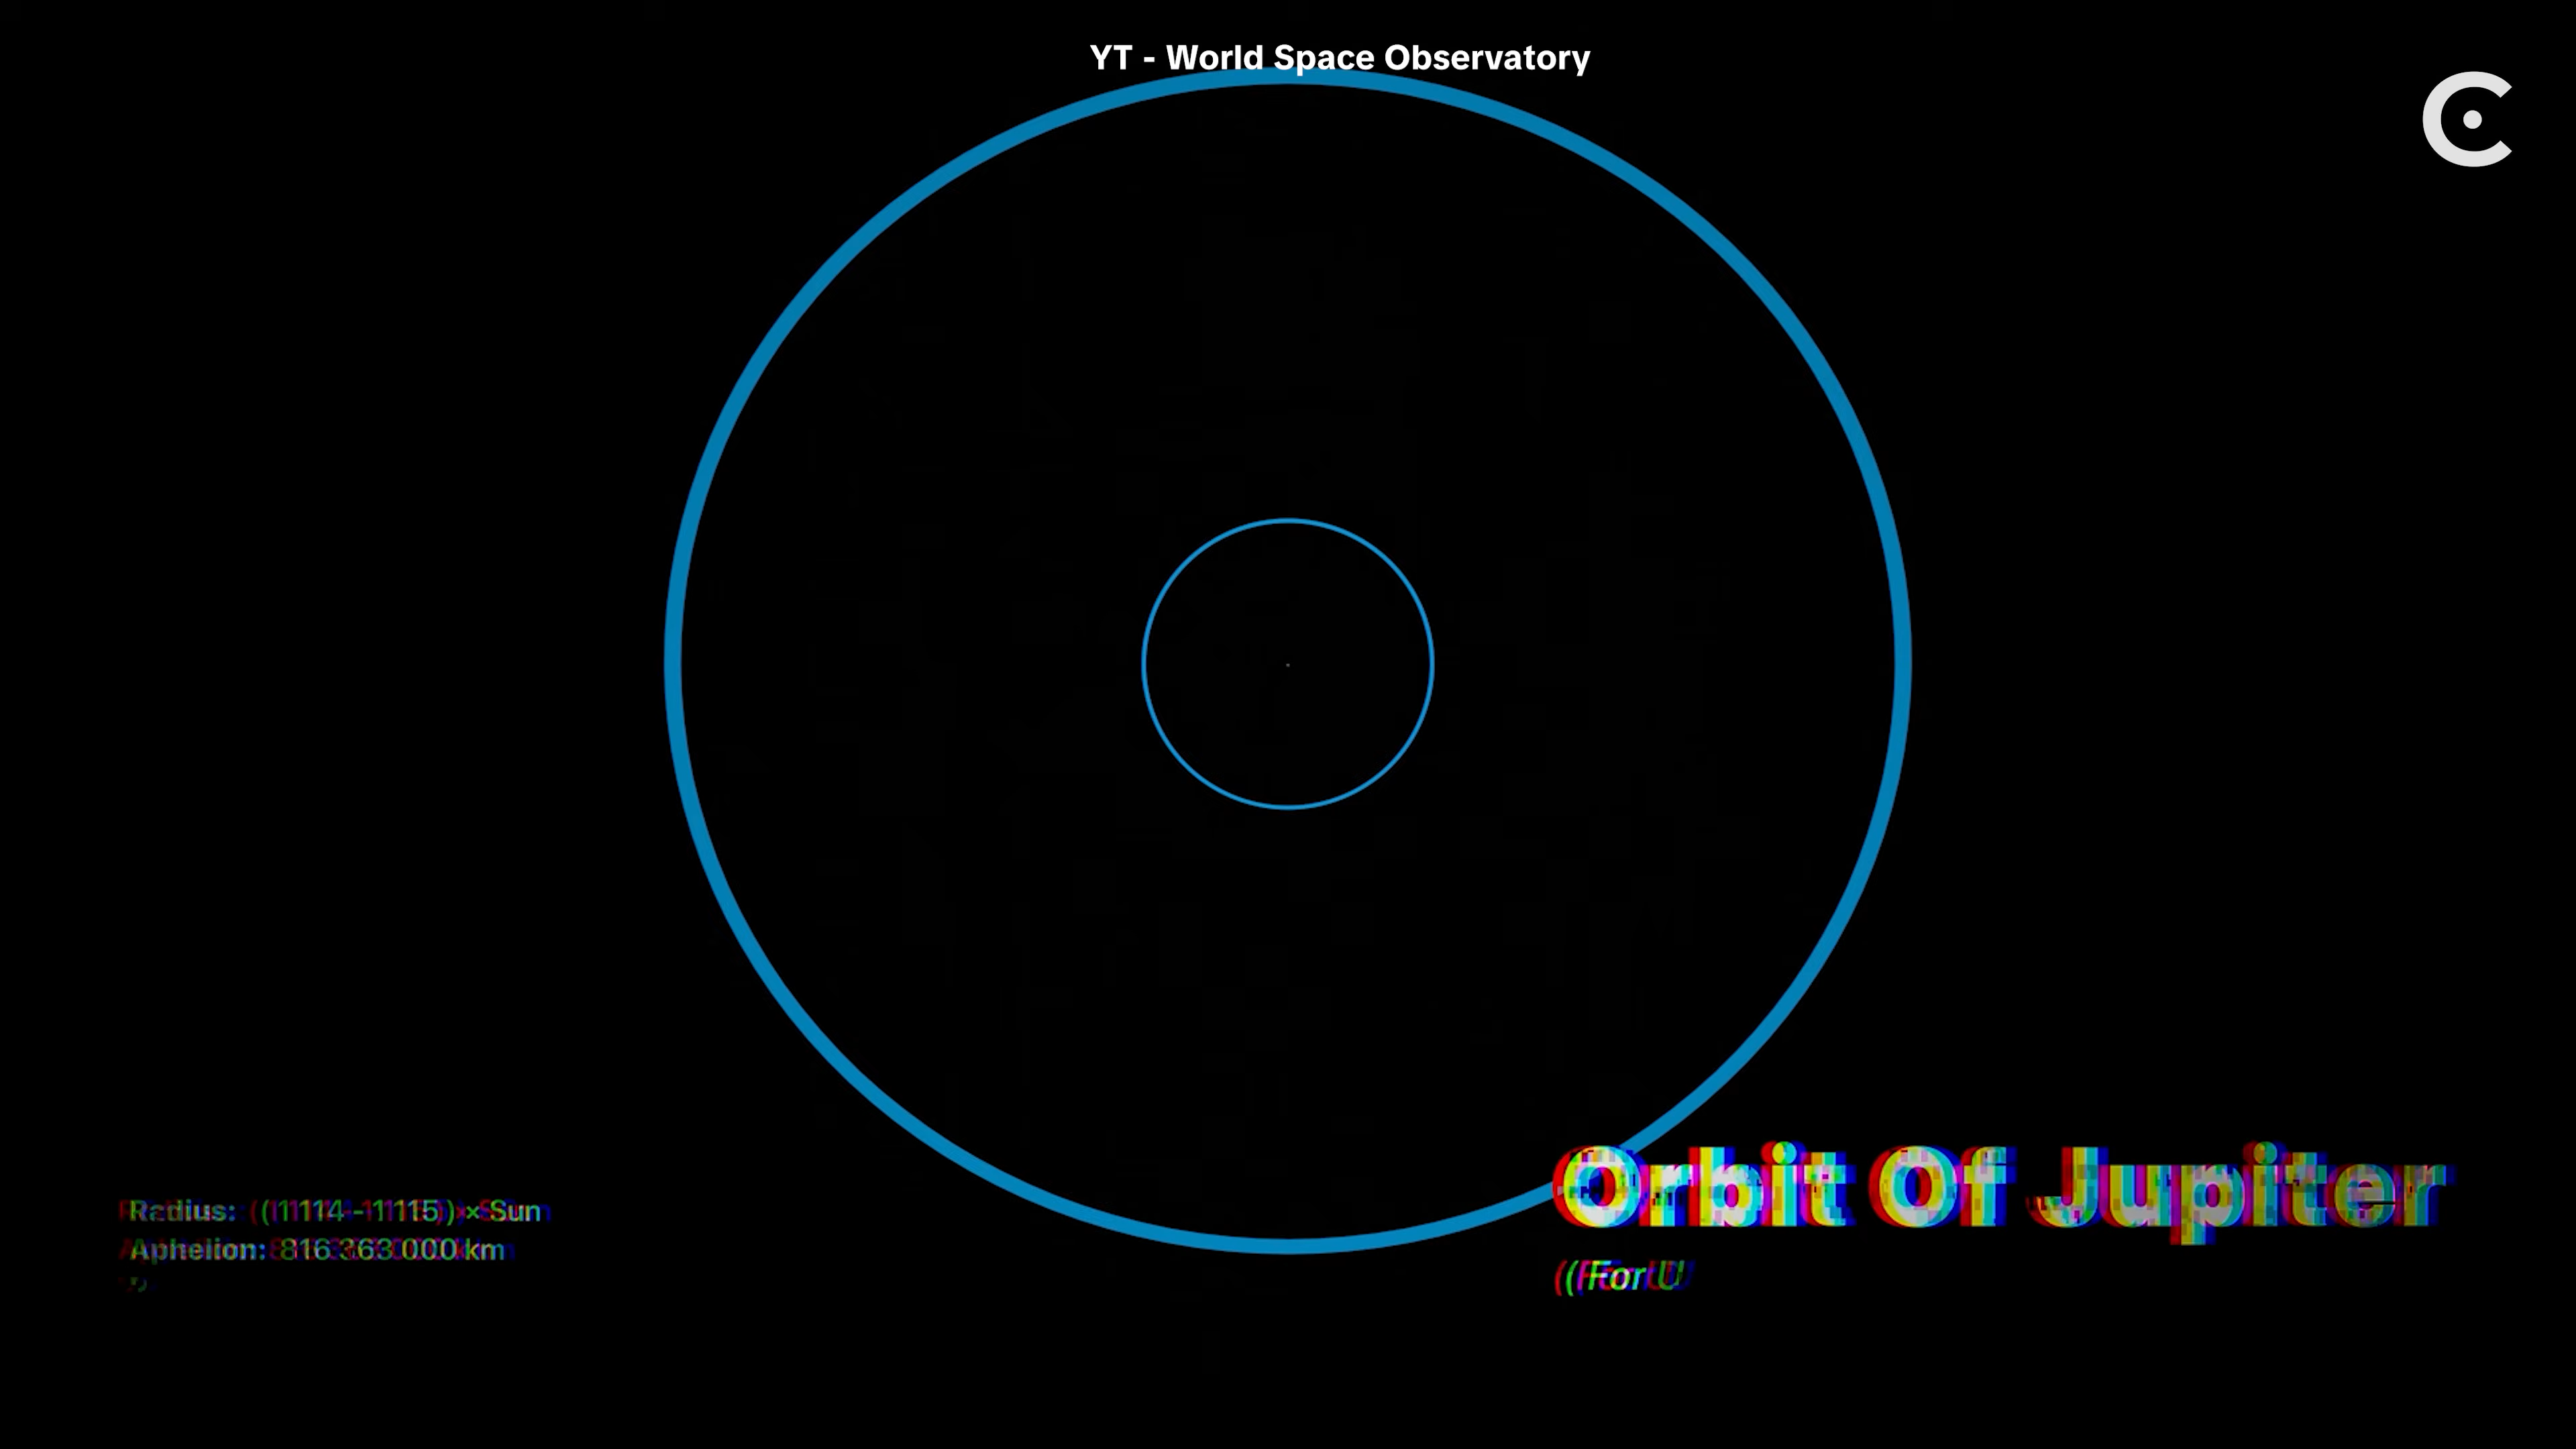 YT - World Space Observatory
Radius: (1114-1115) × Sun
Aphelion: 816 363 000 km
Orbit Of Jupiter
(For U